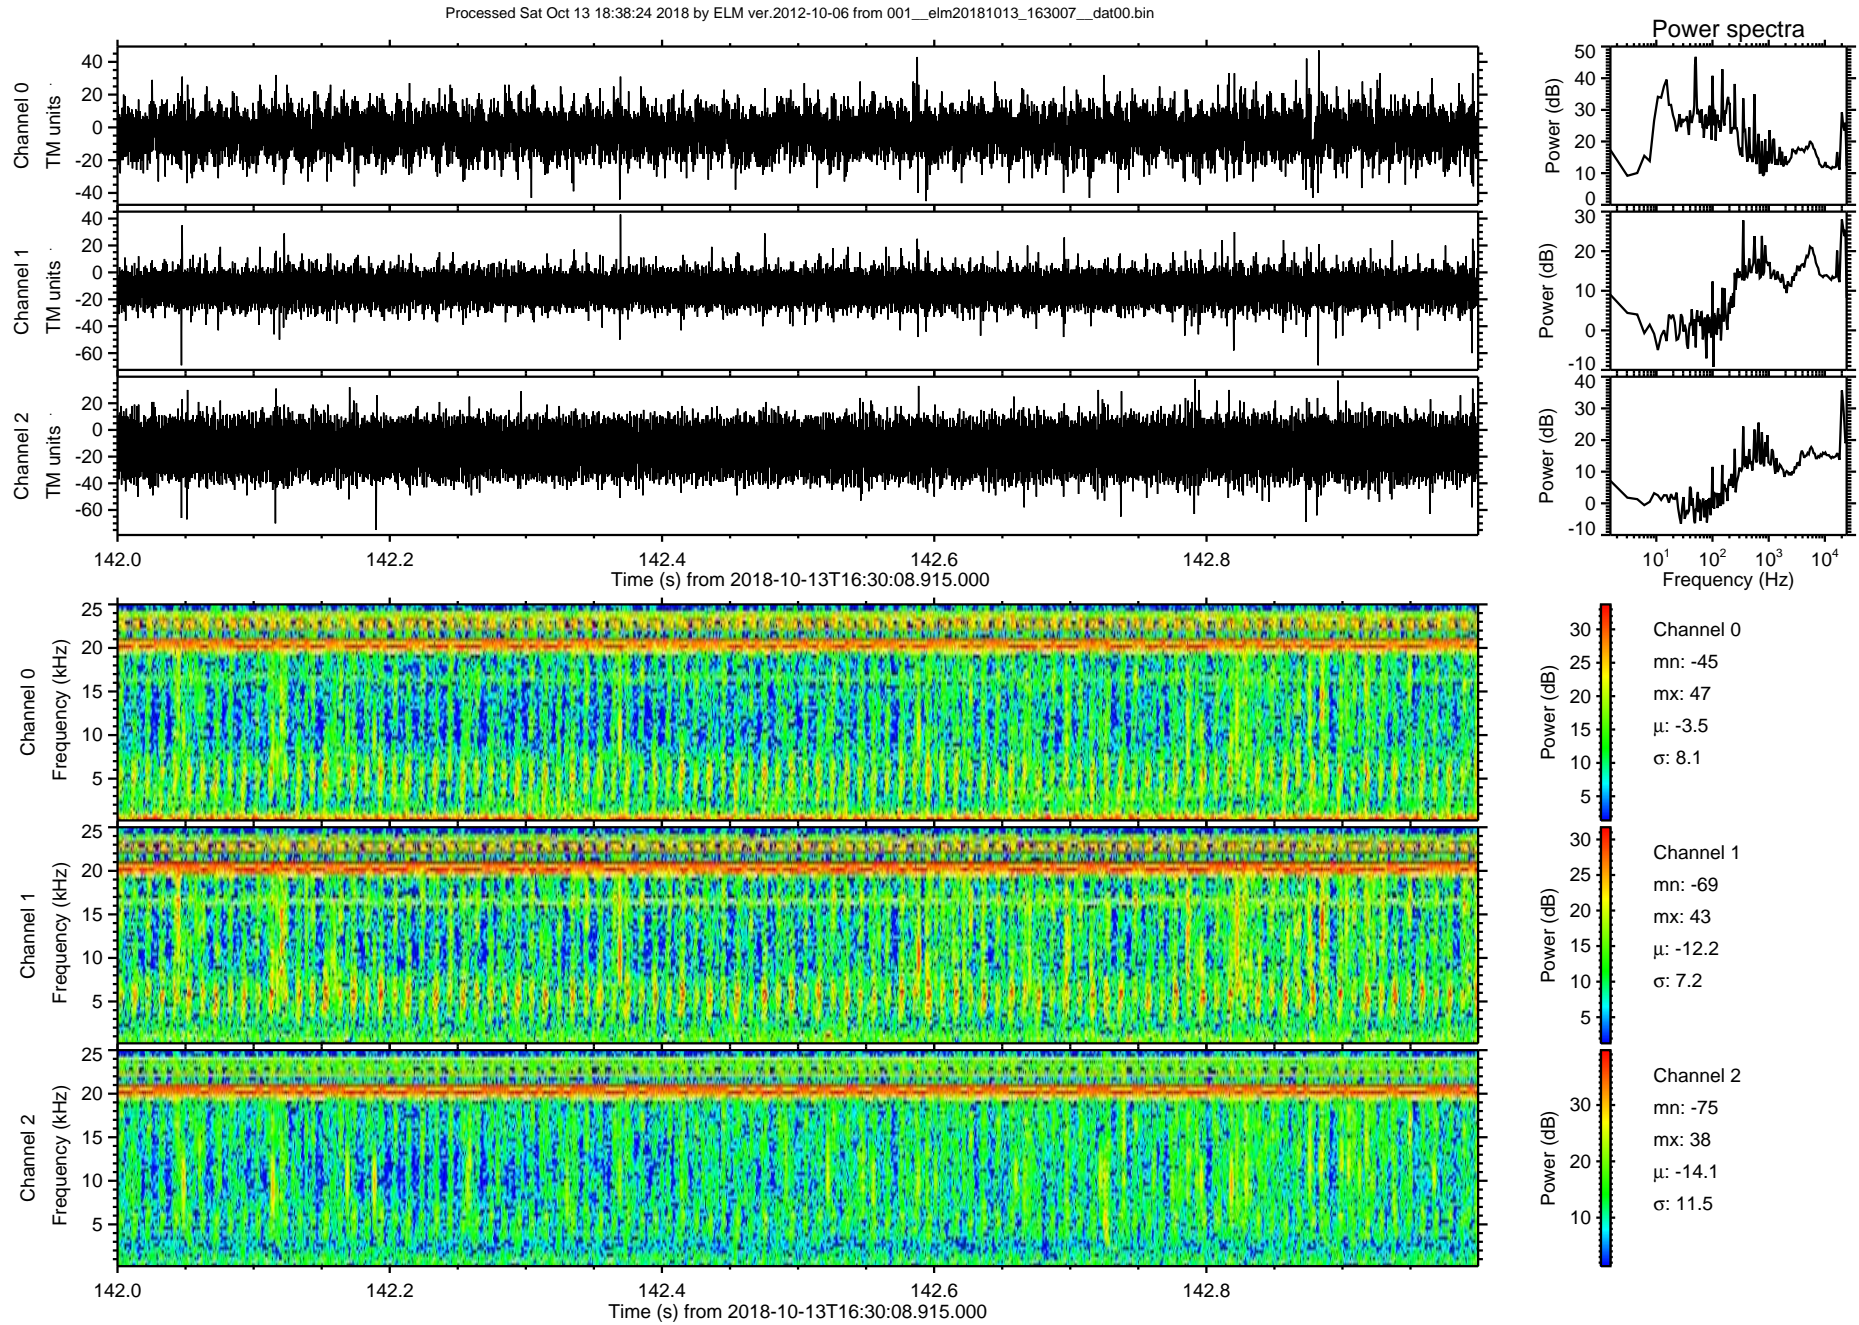 Processed Sat Oct 13 18:38:24 2018 by ELM ver.2012-10-06 from 001__elm20181013_163007__dat00.bin
Power spectra
Channel 0
TM units
40
20
0
-20
-40
Power (dB)
50
40
30
20
10
0
Channel 1
TM units
40
20
0
-20
-40
-60
Power (dB)
30
20
10
0
-10
Channel 2
TM units
20
0
-20
-40
-60
Power (dB)
40
30
20
10
0
-10
142.0 142.2 142.4 142.6 142.8
Time (s) from 2018-10-13T16:30:08.915.000
10^1 10^2 10^3 10^4
Frequency (Hz)
Channel 0
Frequency (kHz)
25
20
15
10
5
Power (dB)
30
25
20
15
10
5
Channel 0
mn: -45
mx: 47
μ: -3.5
σ: 8.1
Channel 1
Frequency (kHz)
25
20
15
10
5
Power (dB)
30
25
20
15
10
5
Channel 1
mn: -69
mx: 43
μ: -12.2
σ: 7.2
Channel 2
Frequency (kHz)
25
20
15
10
5
Power (dB)
30
20
10
Channel 2
mn: -75
mx: 38
μ: -14.1
σ: 11.5
142.0 142.2 142.4 142.6 142.8
Time (s) from 2018-10-13T16:30:08.915.000